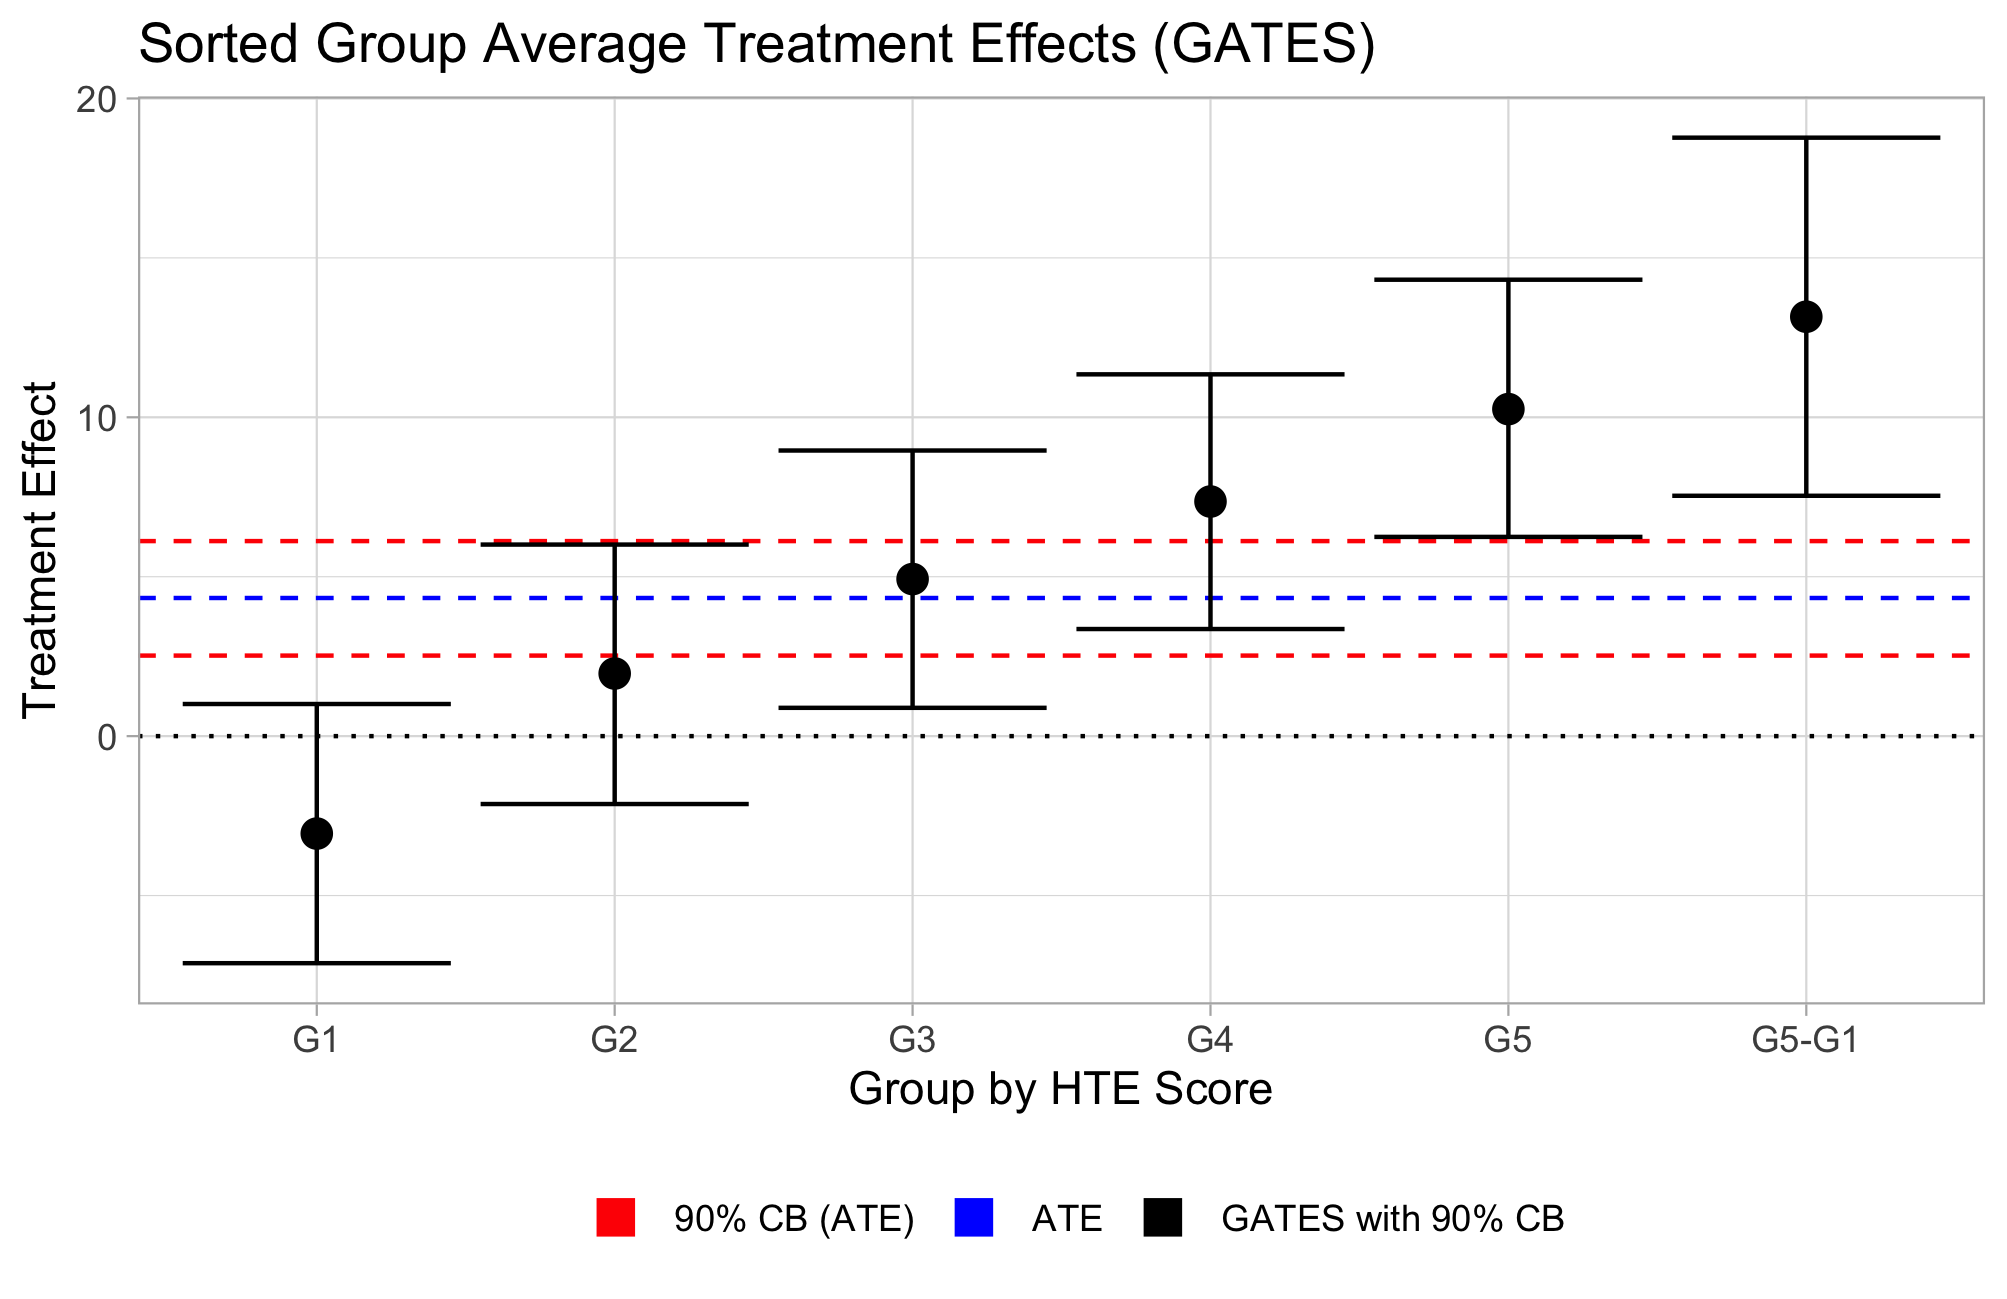 Sorted Group Average Treatment Effects (GATES)
20
10
0
Treatment Effect
G1 G2 G3 G4 G5 G5-G1
Group by HTE Score
90% CB (ATE) ATE GATES with 90% CB